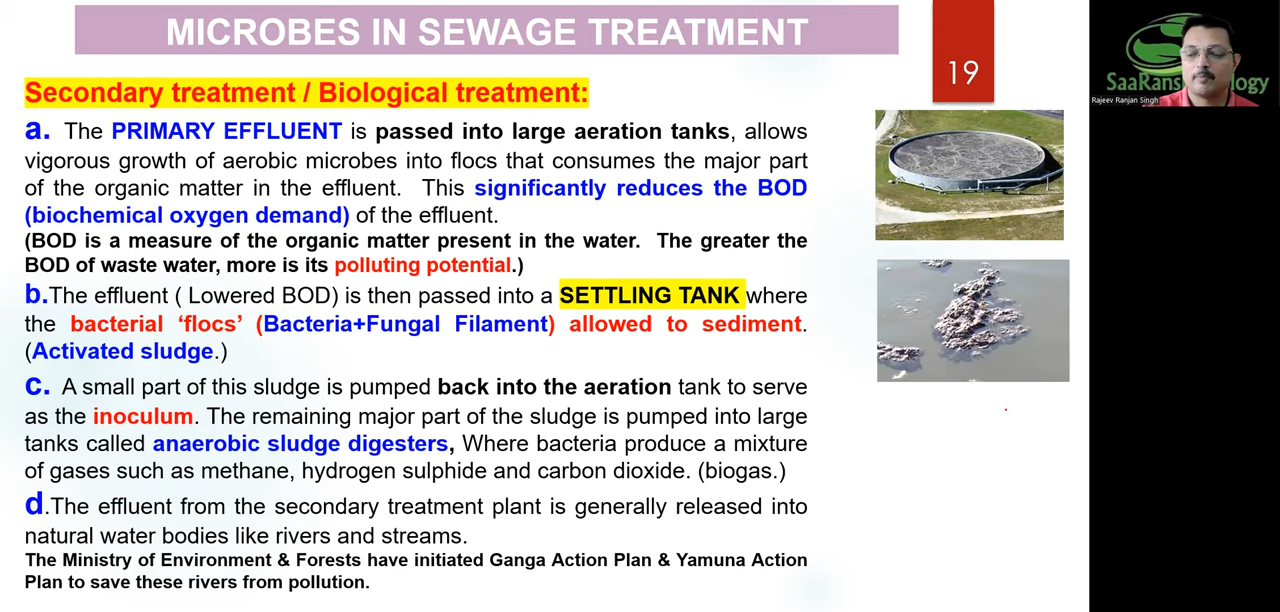 MICROBES IN SEWAGE TREATMENT
19
Secondary treatment / Biological treatment:
a. The PRIMARY EFFLUENT is passed into large aeration tanks, allows
vigorous growth of aerobic microbes into flocs that consumes the major part
of the organic matter in the effluent. This significantly reduces the BOD
(biochemical oxygen demand) of the effluent.
(BOD is a measure of the organic matter present in the water. The greater the
BOD of waste water, more is its polluting potential.)
b.The effluent ( Lowered BOD) is then passed into a SETTLING TANK where
the bacterial ‘flocs’ (Bacteria+Fungal Filament) allowed to sediment.
(Activated sludge.)
c. A small part of this sludge is pumped back into the aeration tank to serve
as the inoculum. The remaining major part of the sludge is pumped into large
tanks called anaerobic sludge digesters, Where bacteria produce a mixture
of gases such as methane, hydrogen sulphide and carbon dioxide. (biogas.)
d.The effluent from the secondary treatment plant is generally released into
natural water bodies like rivers and streams.
The Ministry of Environment & Forests have initiated Ganga Action Plan & Yamuna Action
Plan to save these rivers from pollution.
Rajeev Ranjan Singh